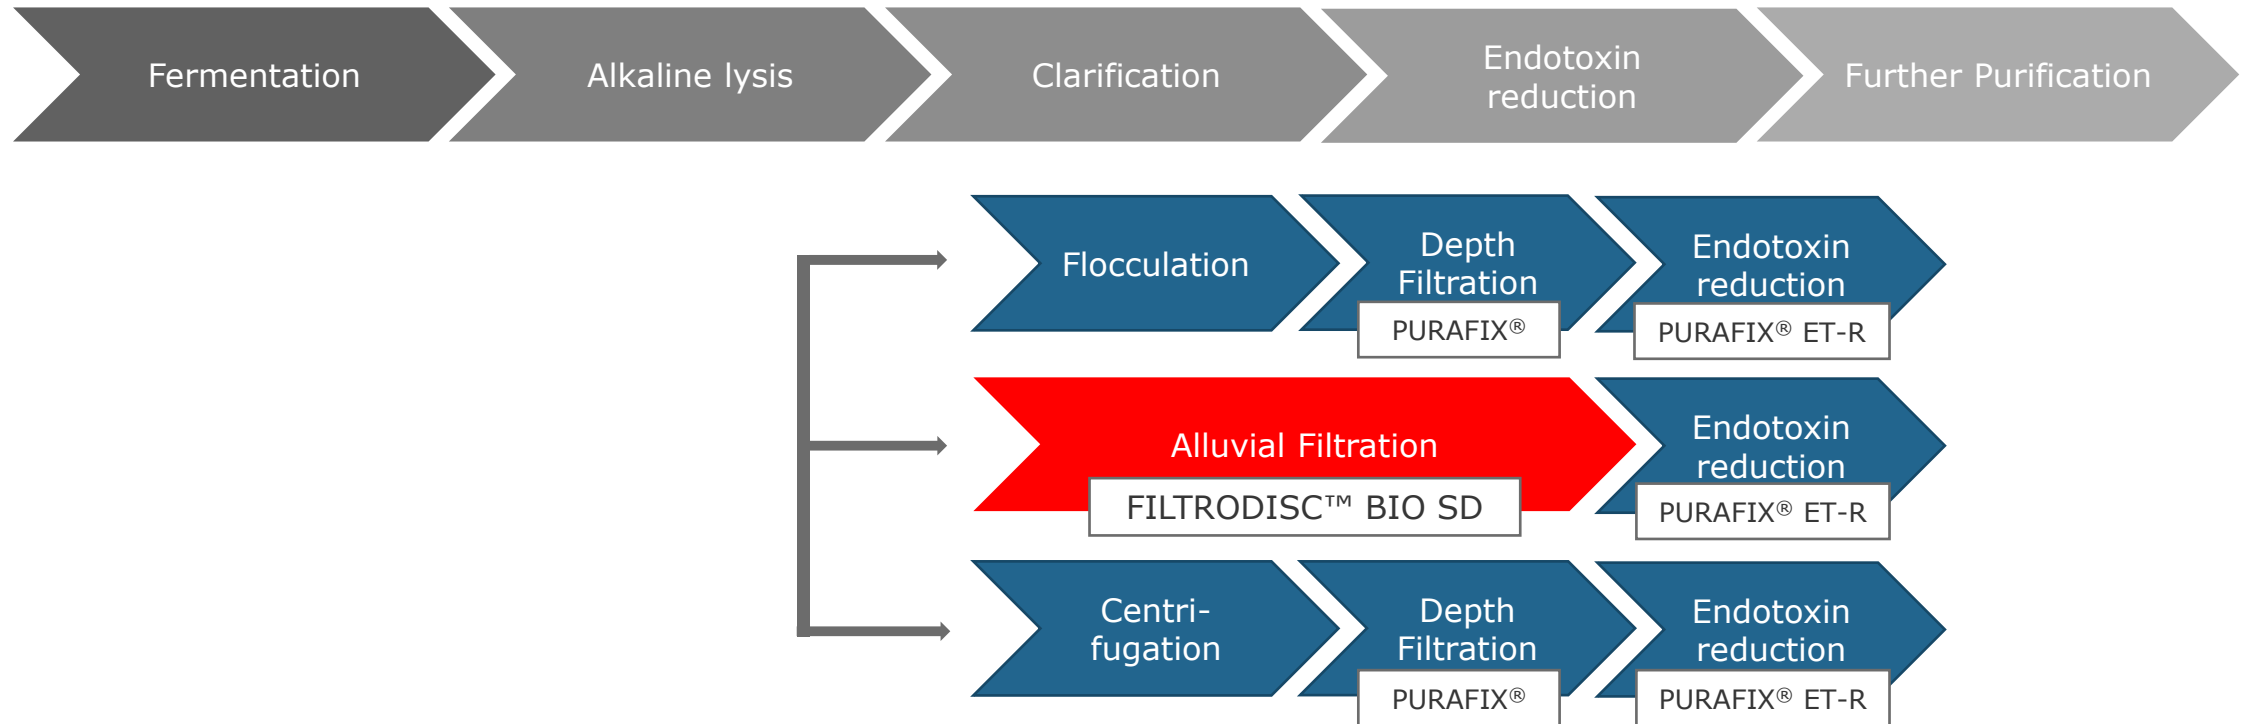 Fermentation
Alkaline lysis
Clarification
Endotoxin
reduction
Further Purification
Flocculation
Depth
Filtration
PURAFIX®
Endotoxin
reduction
PURAFIX® ET-R
Alluvial Filtration
FILTRODISC™ BIO SD
Endotoxin
reduction
PURAFIX® ET-R
Centri-
fugation
Depth
Filtration
PURAFIX®
Endotoxin
reduction
PURAFIX® ET-R